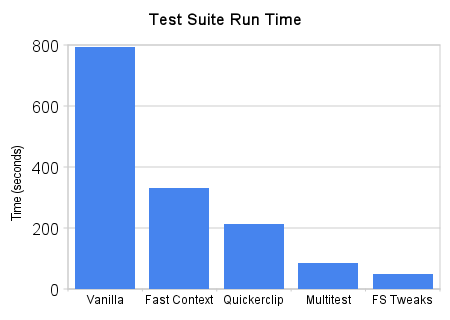 Test Suite Run Time
Time (seconds)
800
600
400
200
0
Vanilla Fast Context Quickerclip Multitest FS Tweaks